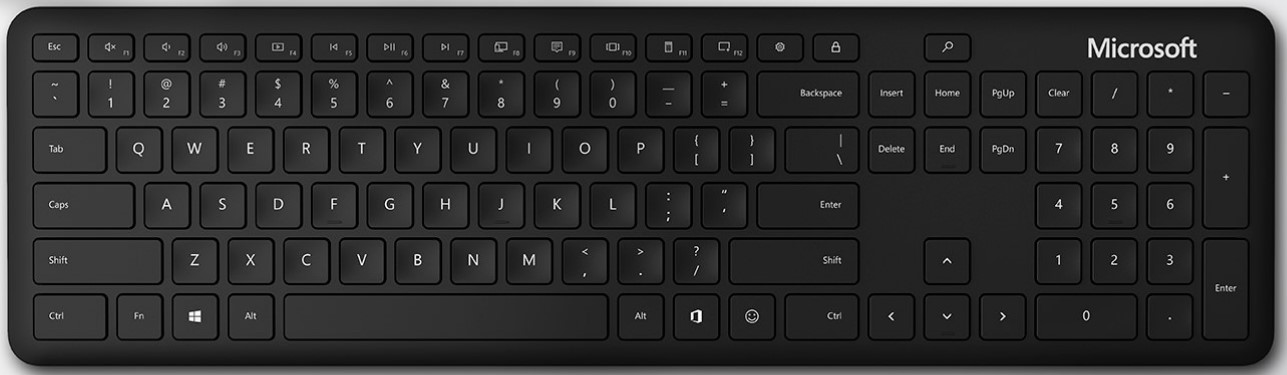 Esc F1 F2 F3 F4 F5 F6 F7 F8 F9 F10 F11 F12 Microsoft
~ ! @ # $ % ^ & * ( ) — +
` 1 2 3 4 5 6 7 8 9 0 - = Backspace Insert Home PgUp Clear / * -
Tab Q W E R T Y U I O P { } | Delete End PgDn 7 8 9
[ ] \ +
Caps A S D F G H J K L : " Enter 4 5 6
; '
Shift Z X C V B N M < > ? Shift 1 2 3
, . / Enter
Ctrl Fn Alt Alt Ctrl 0 .